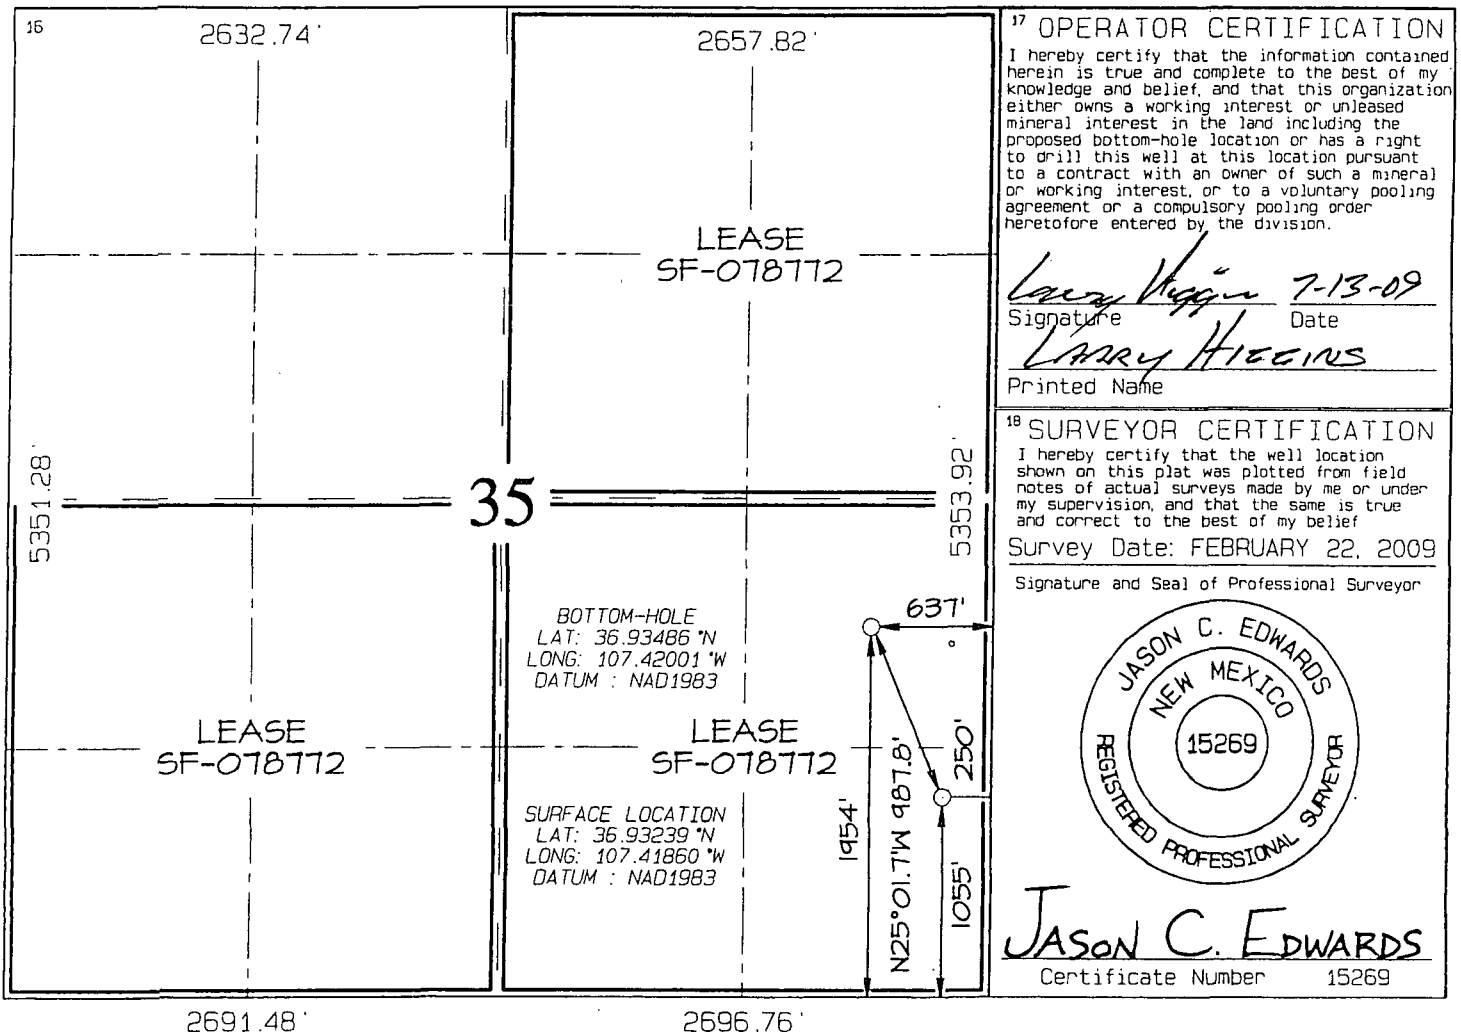 16
2632.74'
2657.82'
LEASE
SF-078772
5351.28'
35
5353.92'
BOTTOM-HOLE
LAT: 36.93486 °N
LONG: 107.42001 °W
DATUM : NAD1983
637'
LEASE
SF-078772
LEASE
SF-078772
SURFACE LOCATION
LAT: 36.93239 °N
LONG: 107.41860 °W
DATUM : NAD1983
1954'
N25°01.7'W 987.8'
250'
1055'
2691.48'
2696.76'
17 OPERATOR CERTIFICATION
I hereby certify that the information contained
herein is true and complete to the best of my
knowledge and belief, and that this organization
either owns a working interest or unleased
mineral interest in the land including the
proposed bottom-hole location or has a right
to drill this well at this location pursuant
to a contract with an owner of such a mineral
or working interest, or to a voluntary pooling
agreement or a compulsory pooling order
heretofore entered by the division.
Larry Higgins 7-13-09
Signature Date
LARRY HIGGINS
Printed Name
18 SURVEYOR CERTIFICATION
I hereby certify that the well location
shown on this plat was plotted from field
notes of actual surveys made by me or under
my supervision, and that the same is true
and correct to the best of my belief
Survey Date: FEBRUARY 22, 2009
Signature and Seal of Professional Surveyor
JASON C. EDWARDS
NEW MEXICO
15269
REGISTERED PROFESSIONAL SURVEYOR
JASON C. EDWARDS
Certificate Number 15269